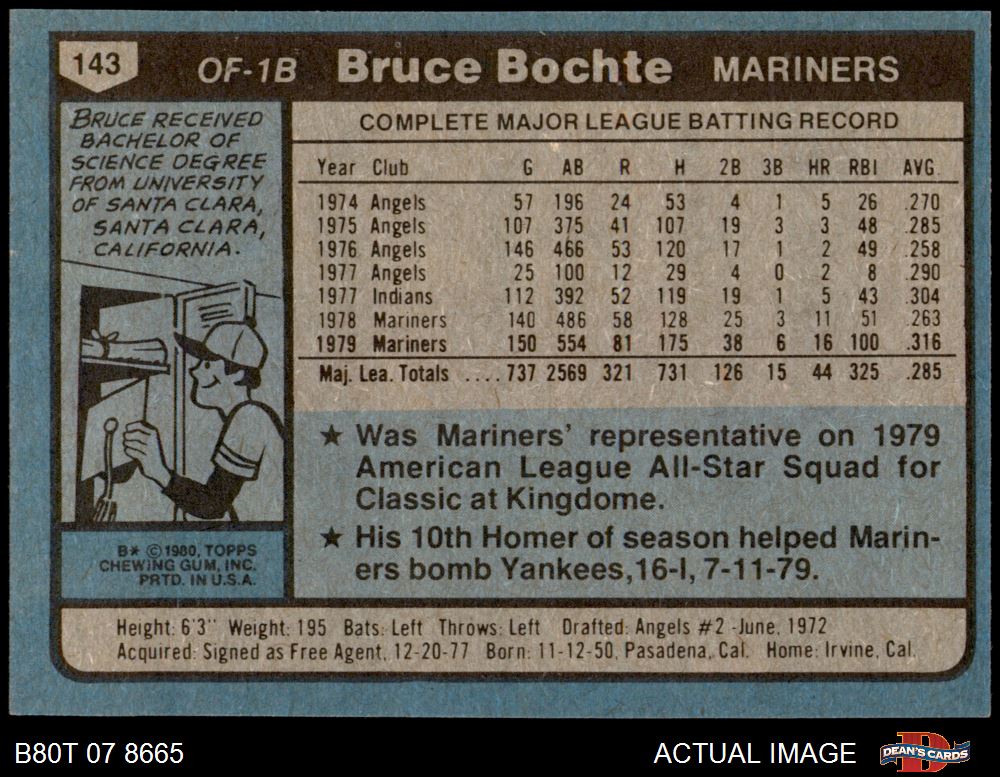 143 OF-1B Bruce Bochte MARINERS
BRUCE RECEIVED
BACHELOR OF
SCIENCE DEGREE
FROM UNIVERSITY
OF SANTA CLARA,
SANTA CLARA,
CALIFORNIA.
COMPLETE MAJOR LEAGUE BATTING RECORD
Year Club G AB R H 2B 3B HR RBI AVG.
1974 Angels 57 196 24 53 4 1 5 26 .270
1975 Angels 107 375 41 107 19 3 3 48 .285
1976 Angels 146 466 53 120 17 1 2 49 .258
1977 Angels 25 100 12 29 4 0 2 8 .290
1977 Indians 112 392 52 119 19 1 5 43 .304
1978 Mariners 140 486 58 128 25 3 11 51 .263
1979 Mariners 150 554 81 175 38 6 16 100 .316
Maj. Lea. Totals .... 737 2569 321 731 126 15 44 325 .285
★ Was Mariners' representative on 1979
American League All-Star Squad for
Classic at Kingdome.
★ His 10th Homer of season helped Marin-
ers bomb Yankees,16-I, 7-11-79.
B* ©1980, TOPPS
CHEWING GUM, INC.
PRTD. IN U.S.A.
Height: 6'3" Weight: 195 Bats: Left Throws: Left Drafted: Angels #2 -June, 1972
Acquired: Signed as Free Agent, 12-20-77 Born: 11-12-50, Pasadena, Cal. Home: Irvine, Cal.
B80T 07 8665 ACTUAL IMAGE DEAN'S CARDS